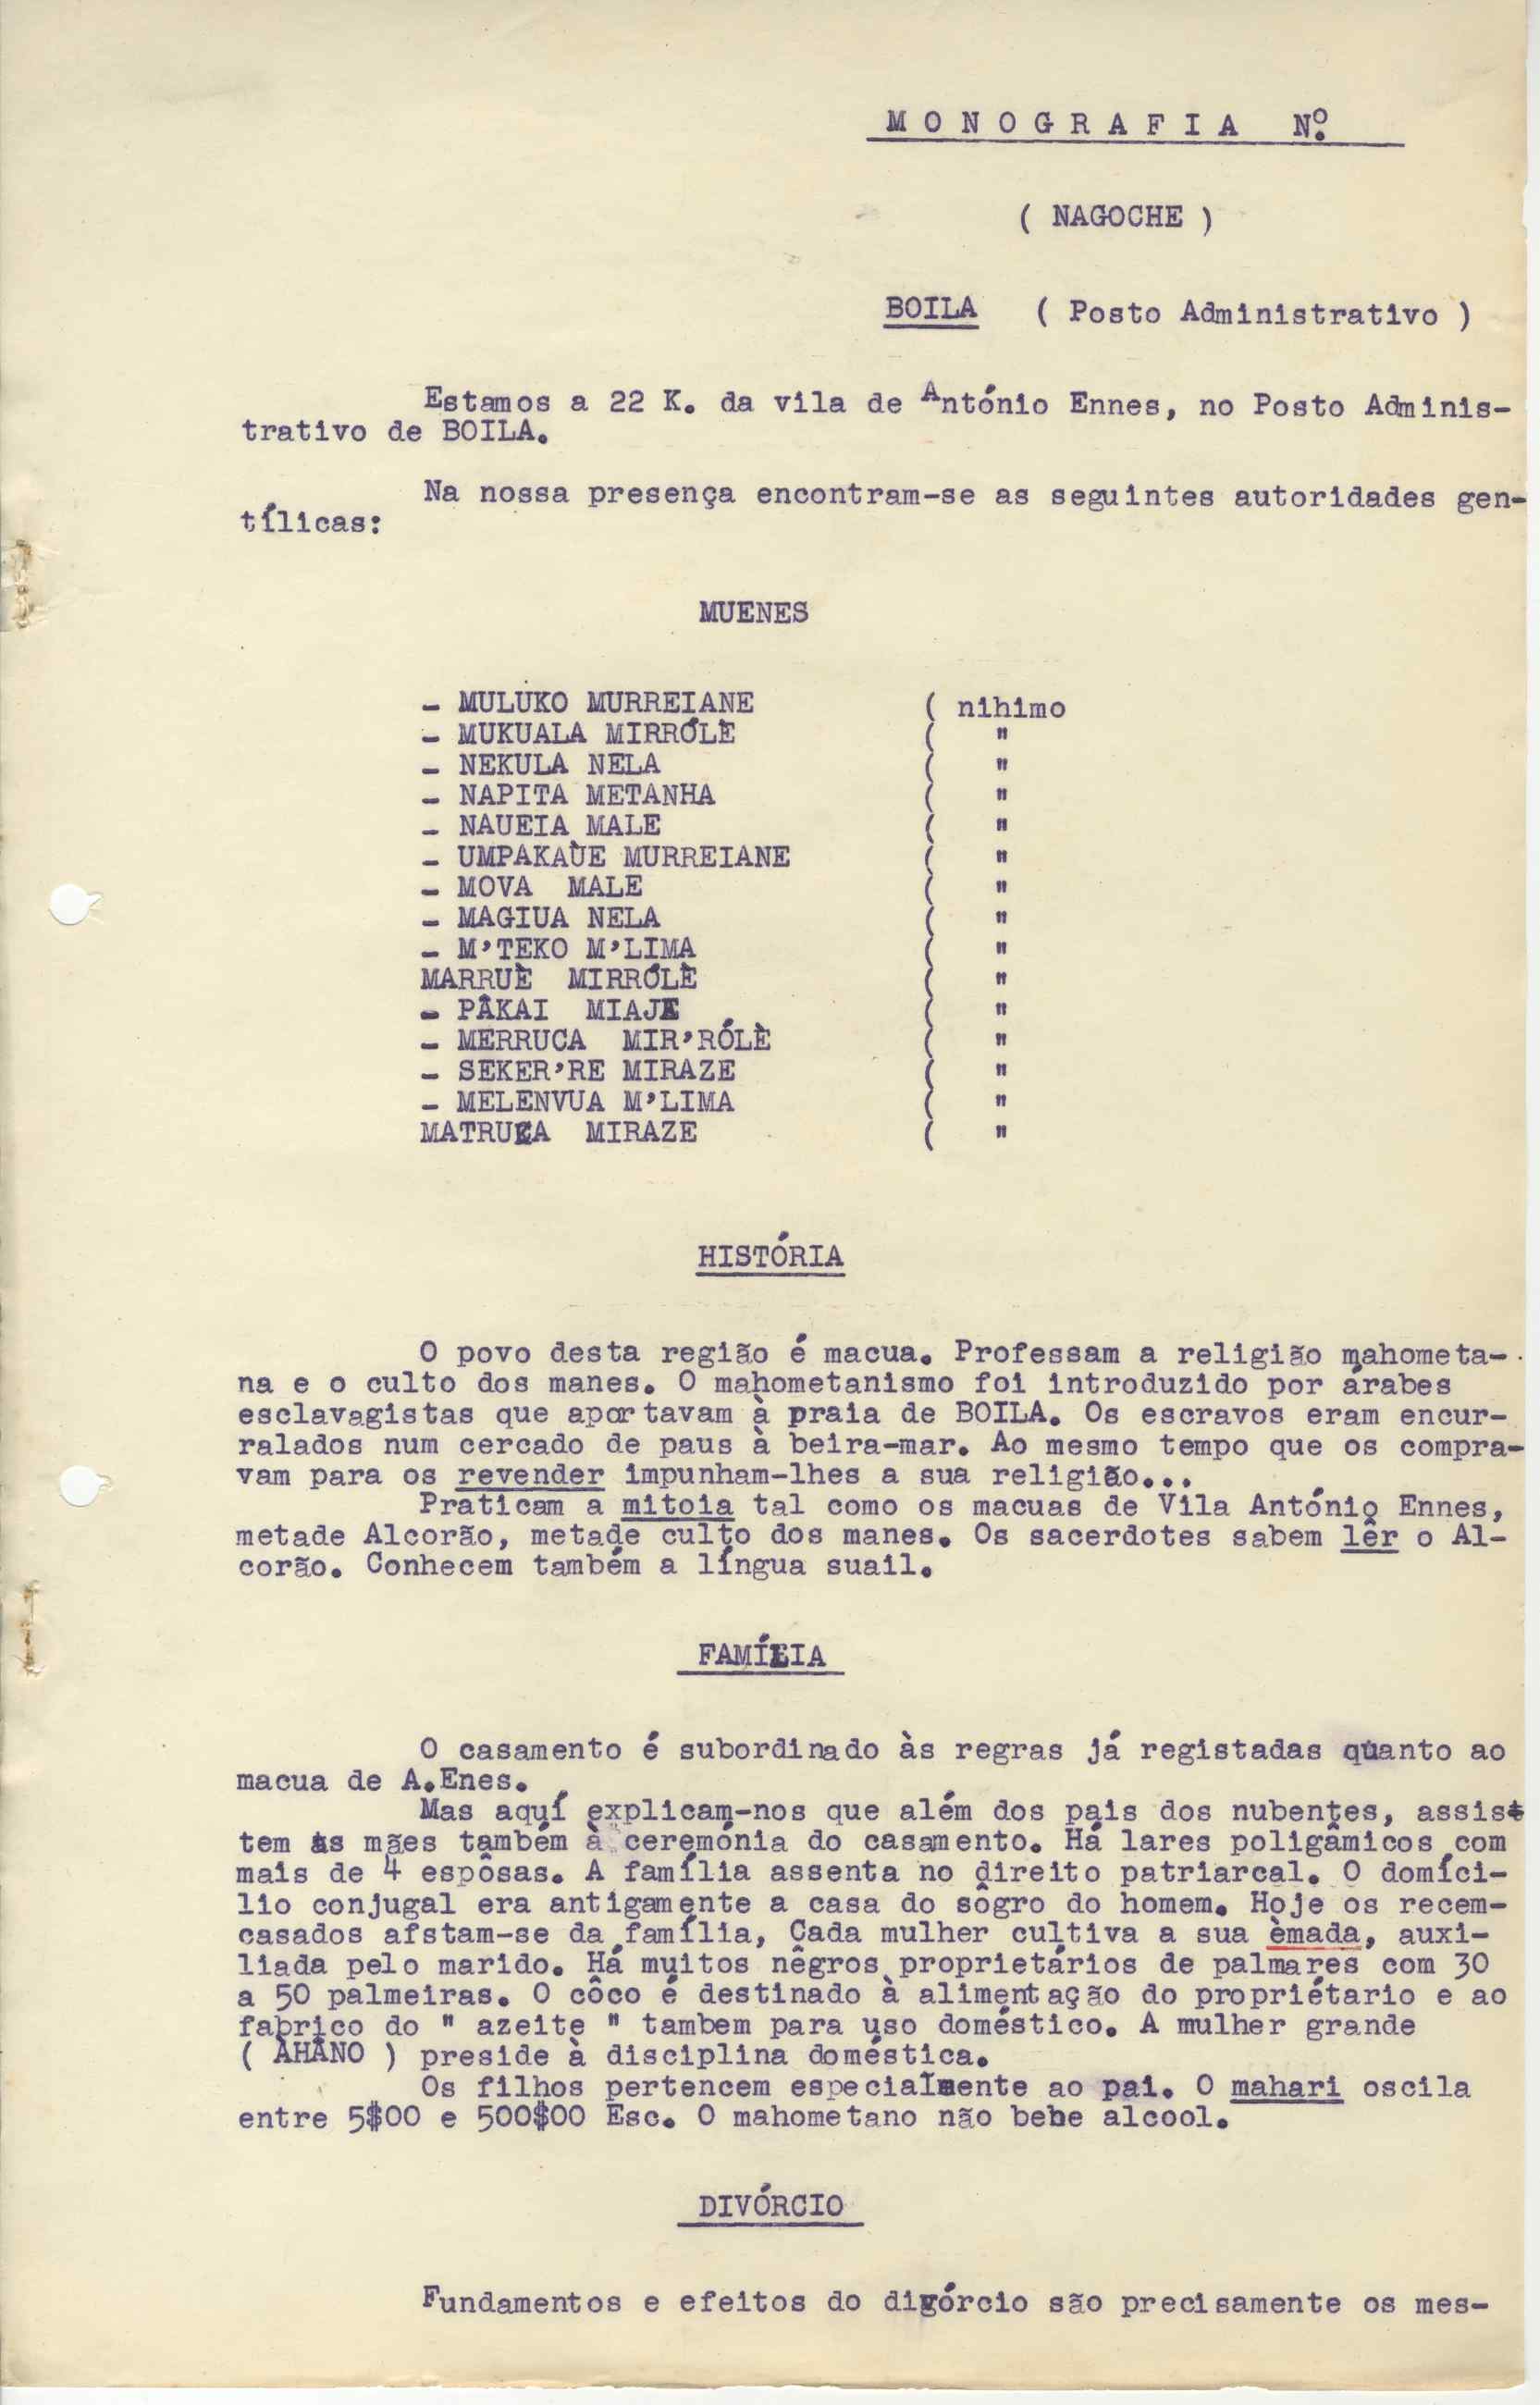 MONOGRAFIA Nº.
( NAGOCHE )
BOILA ( Posto Administrativo )
Estamos a 22 K. da vila de António Ennes, no Posto Adminis-
trativo de BOILA.
Na nossa presença encontram-se as seguintes autoridades gen-
tílicas:
MUENES
- MULUKO MURREIANE ( nihimo
- MUKUALA MIRRÓLÈ ( "
- NEKULA NELA ( "
- NAPITA METANHA ( "
- NAUEIA MALE ( "
- UMPAKAÙE MURREIANE ( "
- MOVA MALE ( "
- MAGIUA NELA ( "
- M'TEKO M'LIMA ( "
MARRUÈ MIRRÓLÈ ( "
- PÂKAI MIAJE ( "
- MERRUCA MIR'RÓLÈ ( "
- SEKER'RE MIRAZE ( "
- MELENVUA M'LIMA ( "
MIRAZE ( "
HISTÓRIA
O povo desta região é macua. Professam a religião mahometa-
na e o culto dos manes. O mahometanismo foi introduzido por árabes
esclavagistas que aportavam à praia de BOILA. Os escravos eram encur-
ralados num cercado de paus à beira-mar. Ao mesmo tempo que os compra-
vam para os revender impunham-lhes a sua religião...
Praticam a mitoia tal como os macuas de Vila António Ennes,
metade Alcorão, metade culto dos manes. Os sacerdotes sabem lêr o Al-
corão. Conhecem também a língua suail.
FAMÍLIA
O casamento é subordinado às regras já registadas quanto ao
macua de A.Enes.
Mas aquí explicam-nos que além dos pais dos nubentes, assis
tem as mães também à ceremónia do casamento. Há lares poligâmicos com
mais de 4 espôsas. A família assenta no direito patriarcal. O domíci-
lio conjugal era antigamente a casa do sôgro do homem. Hoje os recem-
casados afstam-se da família, Cada mulher cultiva a sua èmada, auxi-
liada pelo marido. Há muitos nêgros proprietários de palmares com 30
a 50 palmeiras. O côco é destinado à alimentação do propriétario e ao
fabrico do " azeite " tambem para uso doméstico. A mulher grande
( ÂHÂNO ) preside à disciplina doméstica.
Os filhos pertencem especialmente ao pai. O mahari oscila
entre 5$00 e 500$00 Esc. O mahometano não bebe alcool.
DIVÓRCIO
Fundamentos e efeitos do divórcio são precisamente os mes-